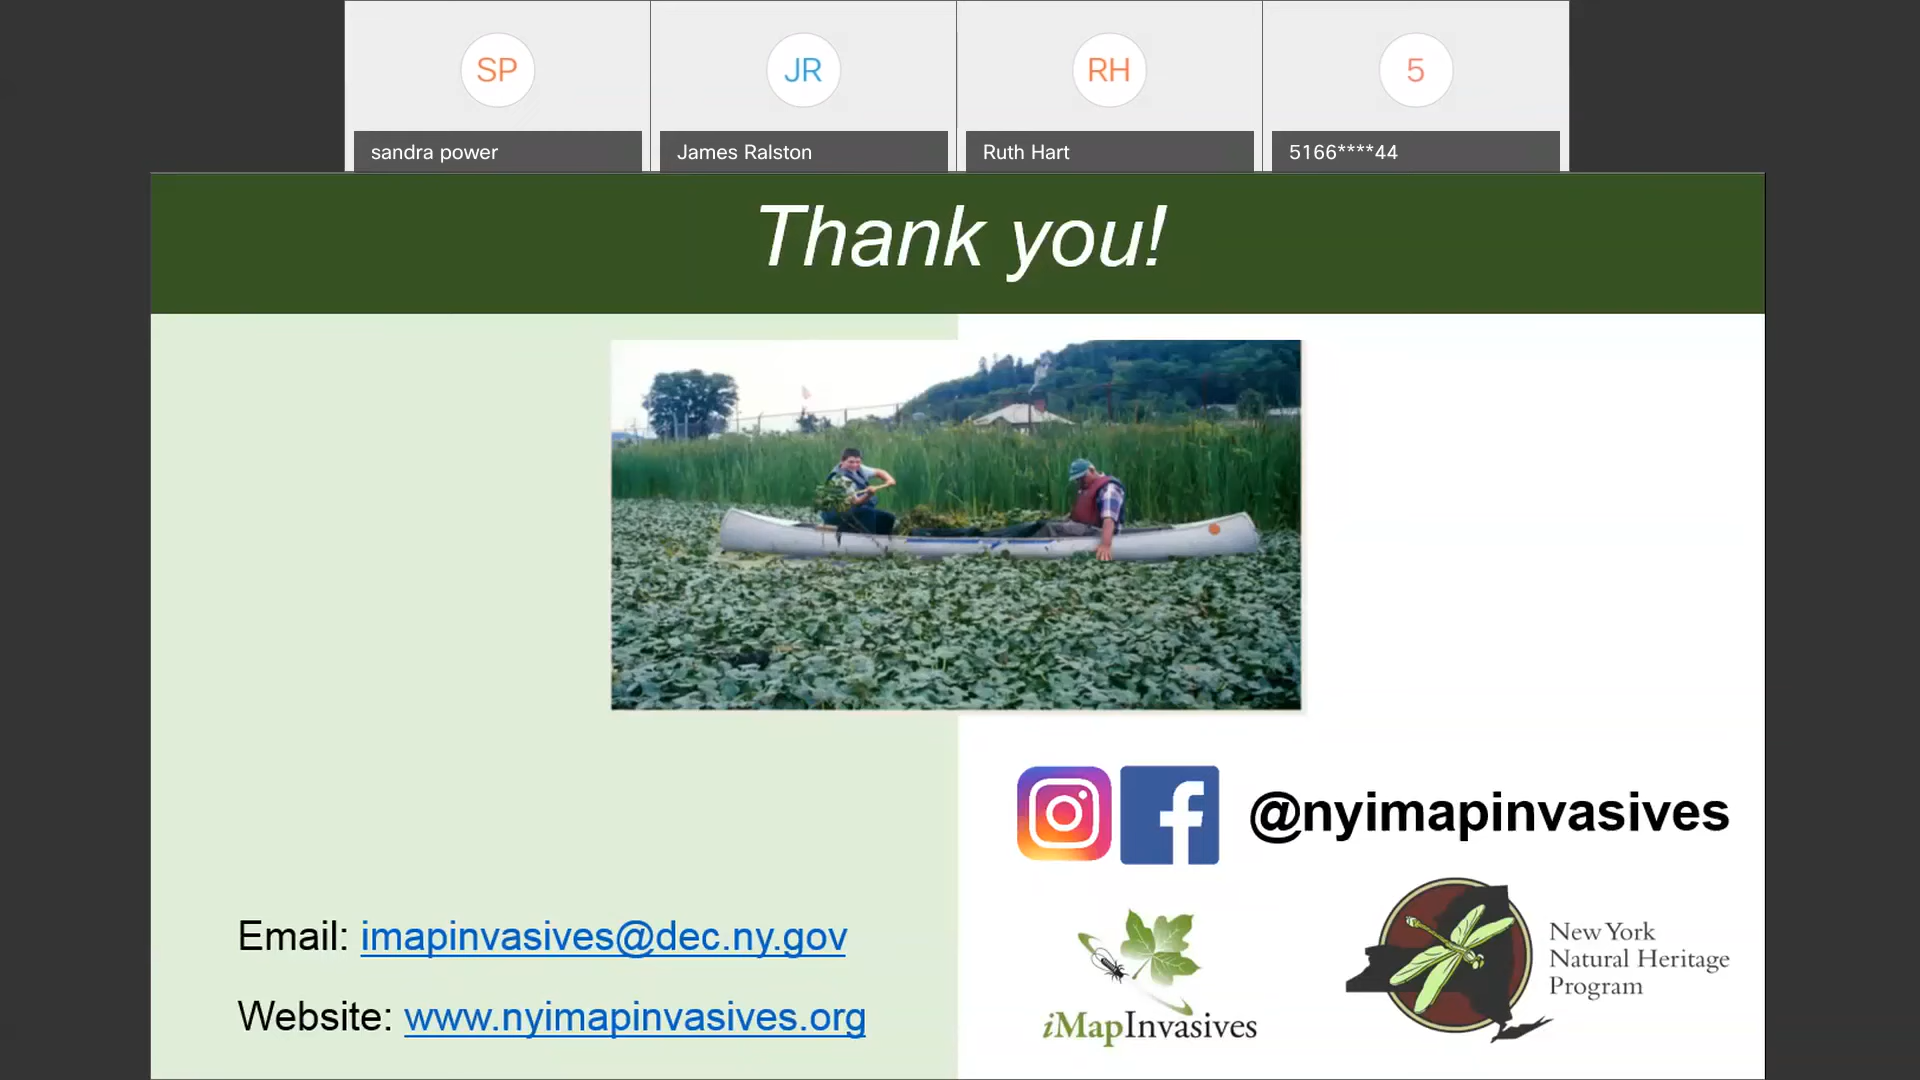 SP
JR
RH
5
sandra power
James Ralston
Ruth Hart
5166****44
Thank you!
@nyimapinvasives
Email: imapinvasives@dec.ny.gov
Website: www.nyimapinvasives.org
iMapInvasives
New York
Natural Heritage
Program